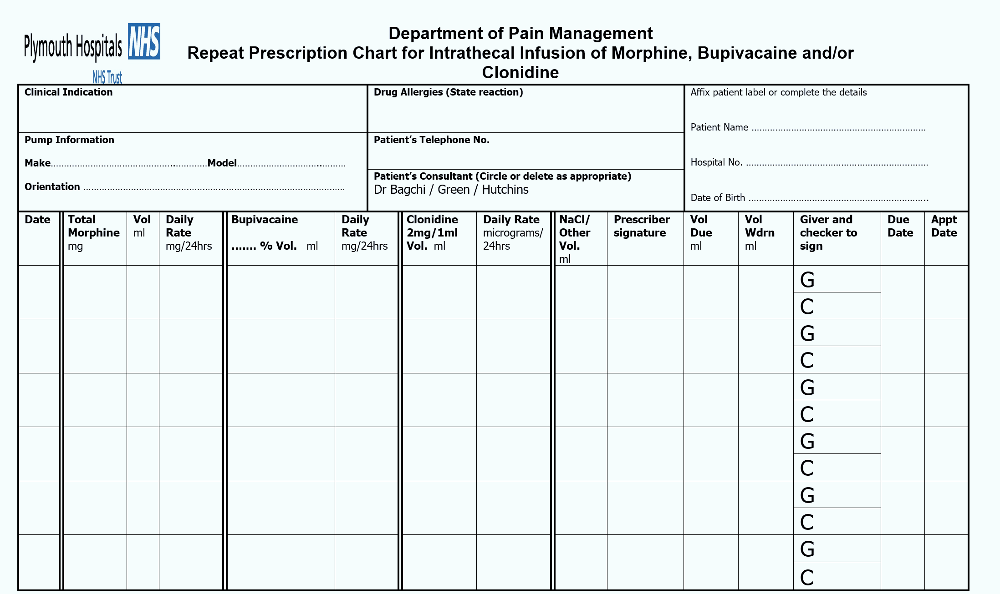 Plymouth Hospitals NHS
NHS Trust
Department of Pain Management
Repeat Prescription Chart for Intrathecal Infusion of Morphine, Bupivacaine and/or
Clonidine
Clinical Indication
Drug Allergies (State reaction)
Affix patient label or complete the details
Patient Name ..................................................................
Hospital No. .....................................................................
Date of Birth ....................................................................
Pump Information
Make............................................................Model.........................................
Orientation ...................................................................................................
Patient’s Telephone No.
Patient’s Consultant (Circle or delete as appropriate)
Dr Bagchi / Green / Hutchins
Date
Total
Morphine
mg
Vol
ml
Daily
Rate
mg/24hrs
Bupivacaine
....... % Vol. ml
Daily
Rate
mg/24hrs
Clonidine
2mg/1ml
Vol. ml
Daily Rate
micrograms/
24hrs
NaCl/
Other
Vol.
ml
Prescriber
signature
Vol
Due
ml
Vol
Wdrn
ml
Giver and
checker to
sign
Due
Date
Appt
Date
G
C
G
C
G
C
G
C
G
C
G
C